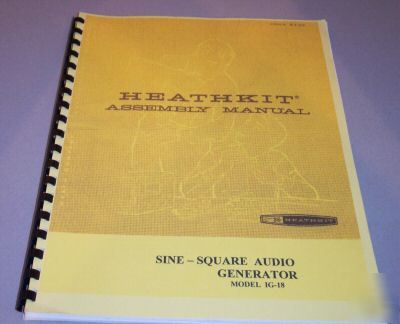 HEATHKIT®
ASSEMBLY MANUAL
HEATHKIT
SINE – SQUARE AUDIO
GENERATOR
MODEL IG-18